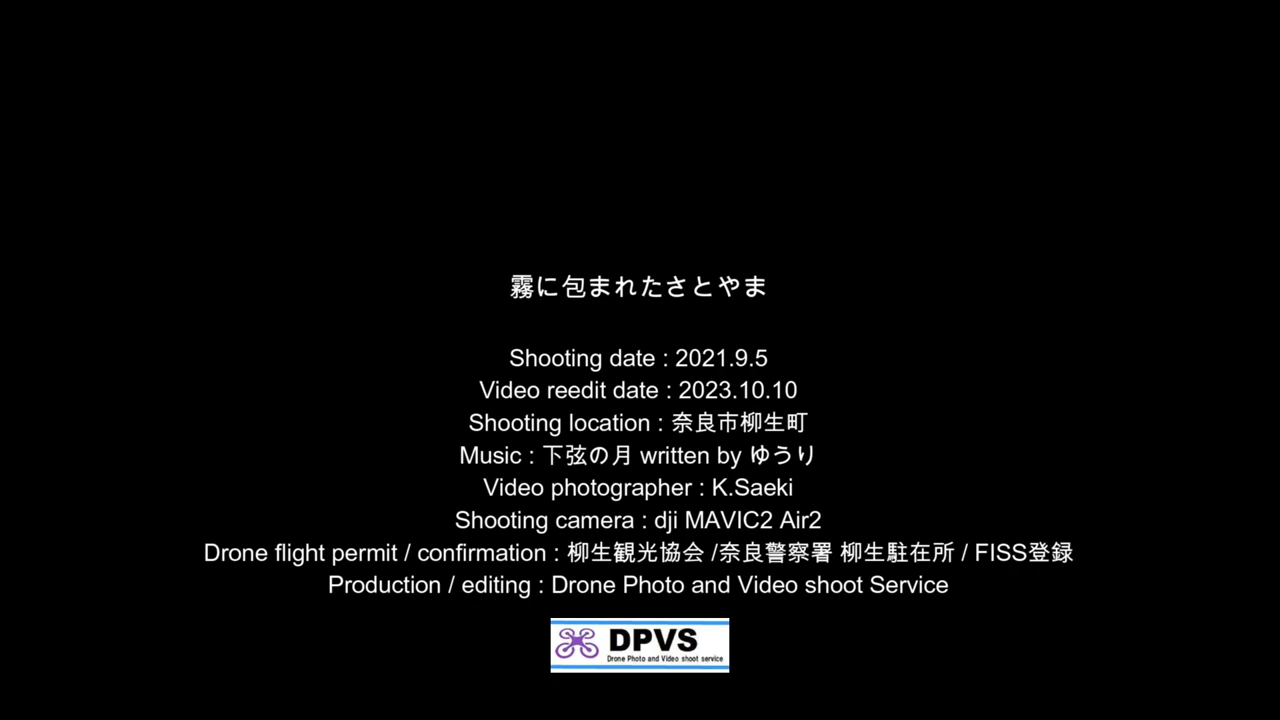 霧に包まれたさとやま
Shooting date : 2021.9.5
Video reedit date : 2023.10.10
Shooting location : 奈良市柳生町
Music : 下弦の月 written by ゆうり
Video photographer : K.Saeki
Shooting camera : dji MAVIC2 Air2
Drone flight permit / confirmation : 柳生観光協会 /奈良警察署 柳生駐在所 / FISS登録
Production / editing : Drone Photo and Video shoot Service
DPVS
Drone Photo and Video shoot service